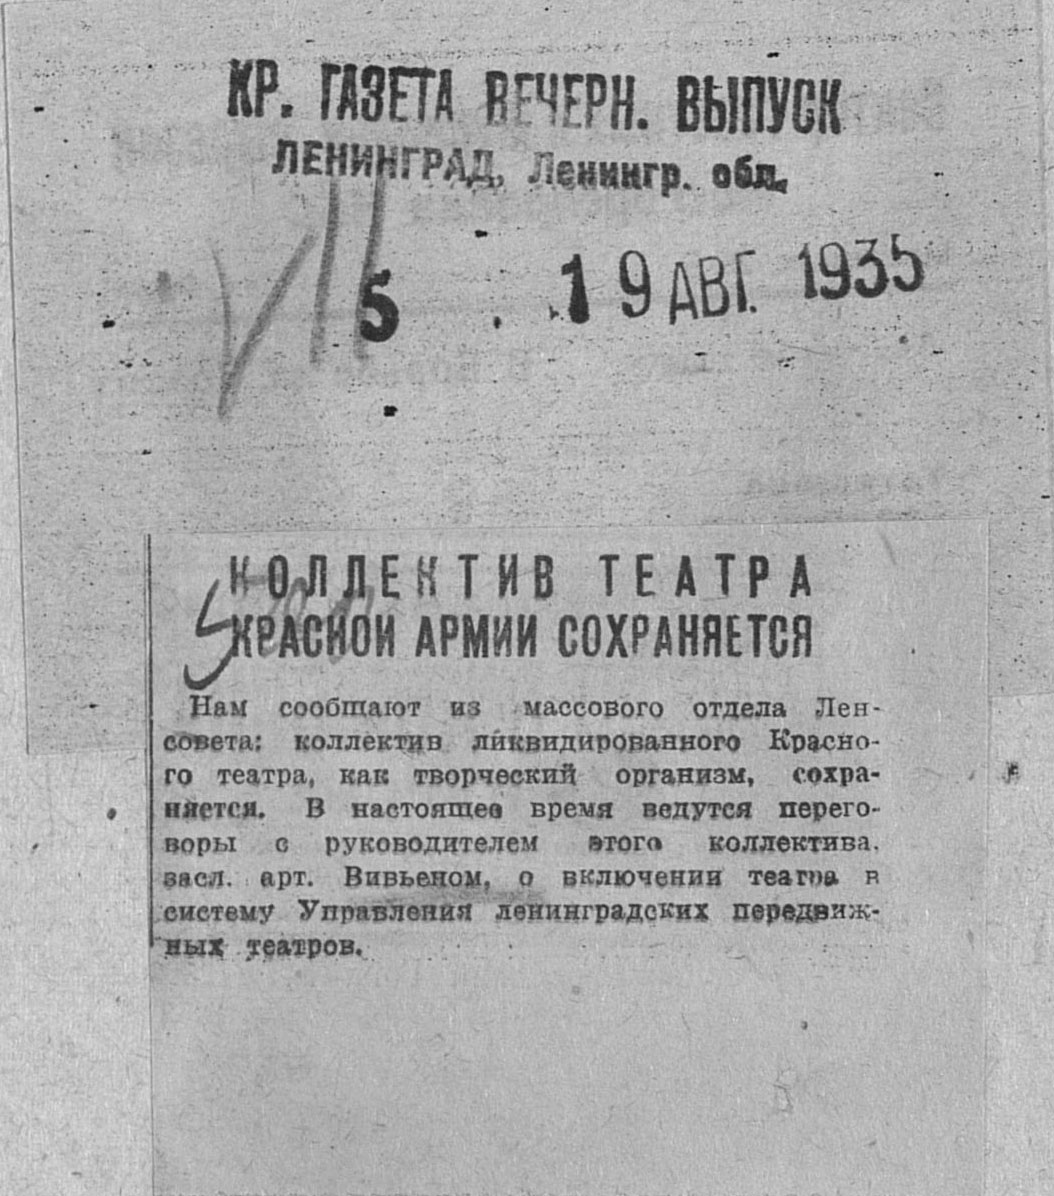 КР. ГАЗЕТА ВЕЧЕРН. ВЫПУСК
ЛЕНИНГРАД, Ленингр. обл.
5 19 АВГ. 1935
КОЛЛЕКТИВ ТЕАТРА
КРАСНОЙ АРМИИ СОХРАНЯЕТСЯ
Нам сообщают из массового отдела Лен-
совета: коллектив ликвидированного Красно-
го театра, как творческий организм, сохра-
няется. В настоящее время ведутся перего-
воры с руководителем этого коллектива,
засл. арт. Вивьеном, о включении театра в
систему Управления ленинградских передвиж-
ных театров.